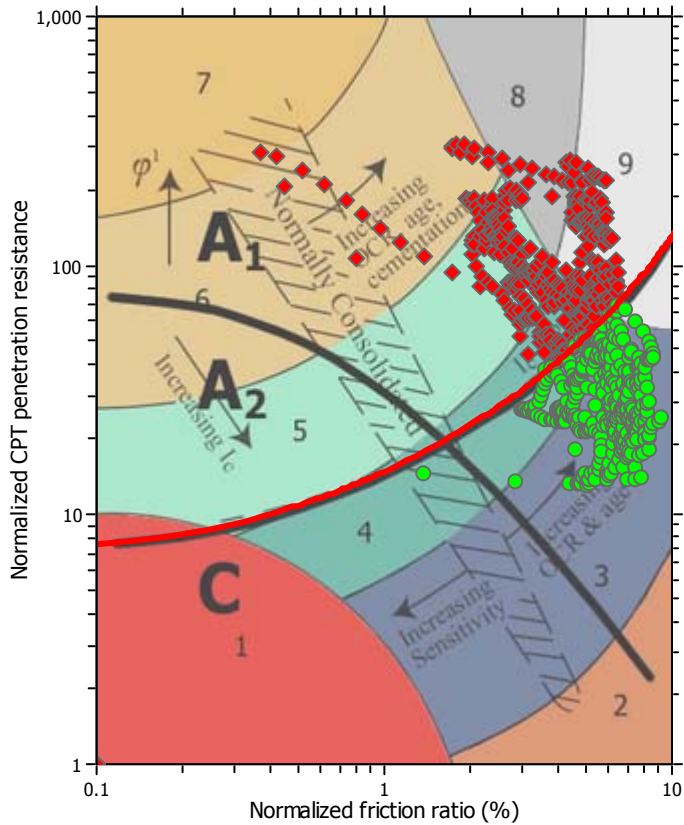 1,000
7
8
9
φ'
Increasing
OCR, age,
cementation
Normally Consolidated
A1
100
6
A2
Increasing Ic
5
Normalized CPT penetration resistance
10
4
Increasing
OCR & age
C
3
Increasing
Sensitivity
1
2
1
0.1
1
10
Normalized friction ratio (%)